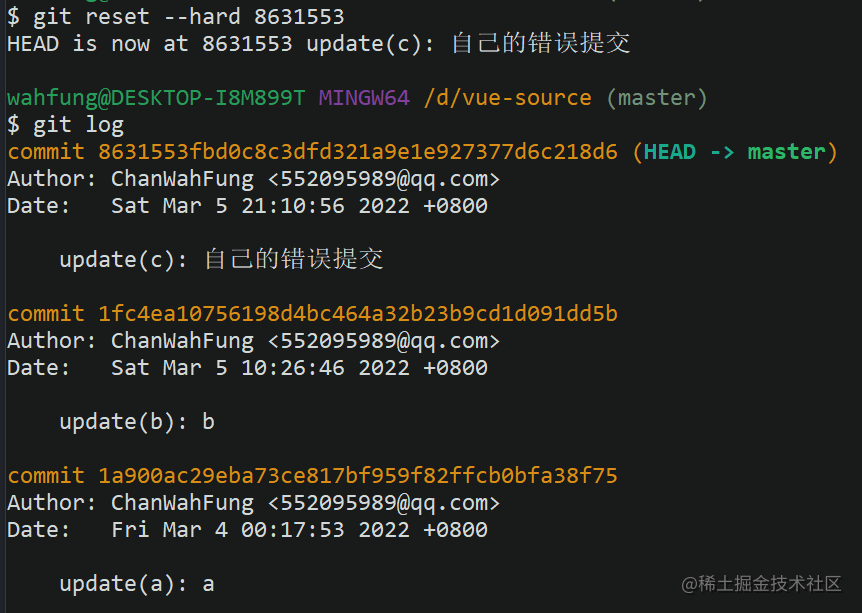 $ git reset --hard 8631553
HEAD is now at 8631553 update(c): 自己的错误提交
wahfung@DESKTOP-I8M899T MINGW64 /d/vue-source (master)
$ git log
commit 8631553fbd0c8c3dfd321a9e1e927377d6c218d6 (HEAD -> master)
Author: ChanWahFung <552095989@qq.com>
Date:   Sat Mar 5 21:10:56 2022 +0800
update(c): 自己的错误提交
commit 1fc4ea10756198d4bc464a32b23b9cd1d091dd5b
Author: ChanWahFung <552095989@qq.com>
Date:   Sat Mar 5 10:26:46 2022 +0800
update(b): b
commit 1a900ac29eba73ce817bf959f82ffcb0bfa38f75
Author: ChanWahFung <552095989@qq.com>
Date:   Fri Mar 4 00:17:53 2022 +0800
update(a): a
@稀土掘金技术社区